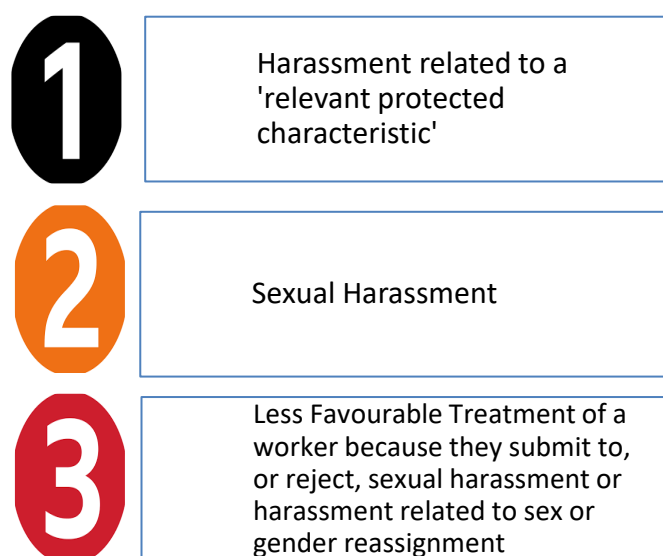 1
Harassment related to a
'relevant protected
characteristic'
2
Sexual Harassment
3
Less Favourable Treatment of a
worker because they submit to,
or reject, sexual harassment or
harassment related to sex or
gender reassignment